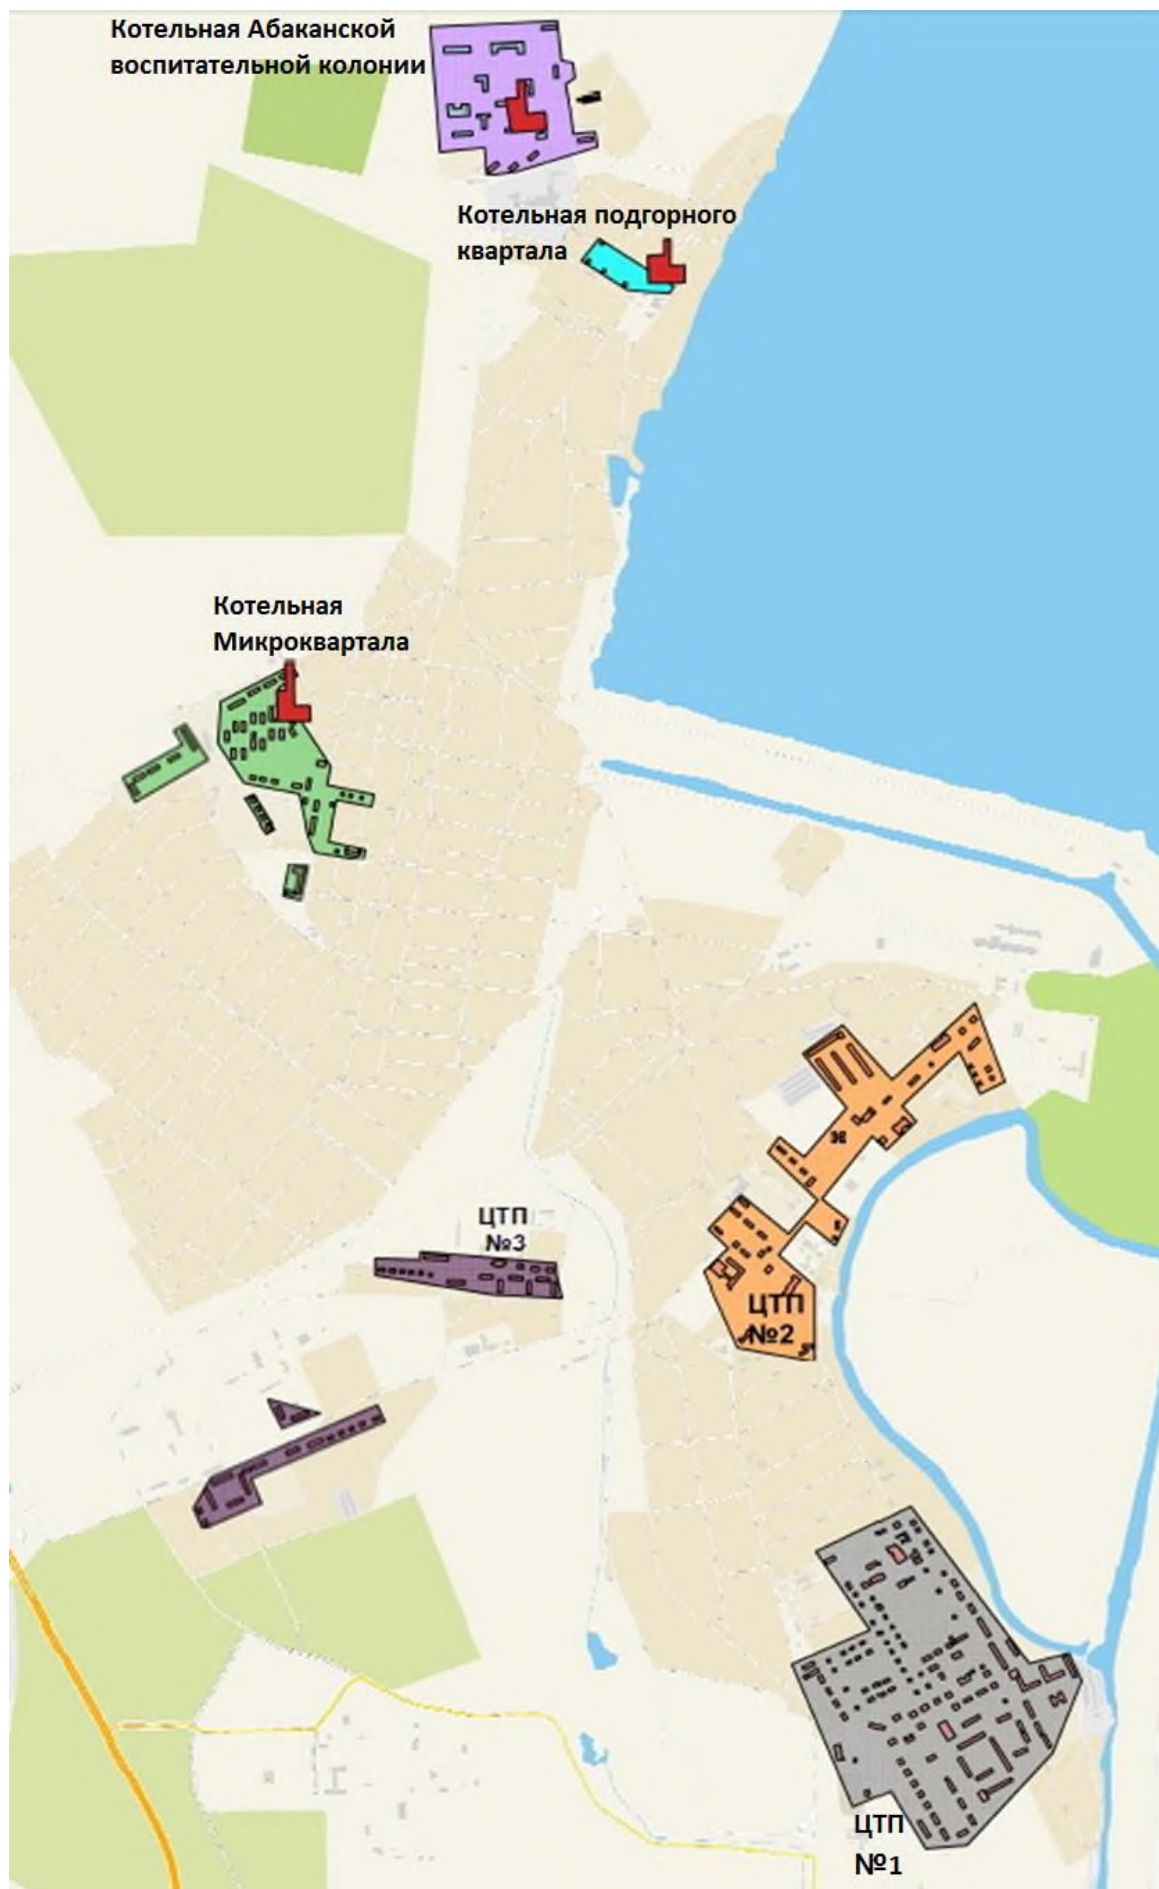 Котельная Абаканской
воспитательной колонии
Котельная подгорного
квартала
Котельная
Микроквартала
ЦТП
№3
ЦТП
№2
ЦТП
№1